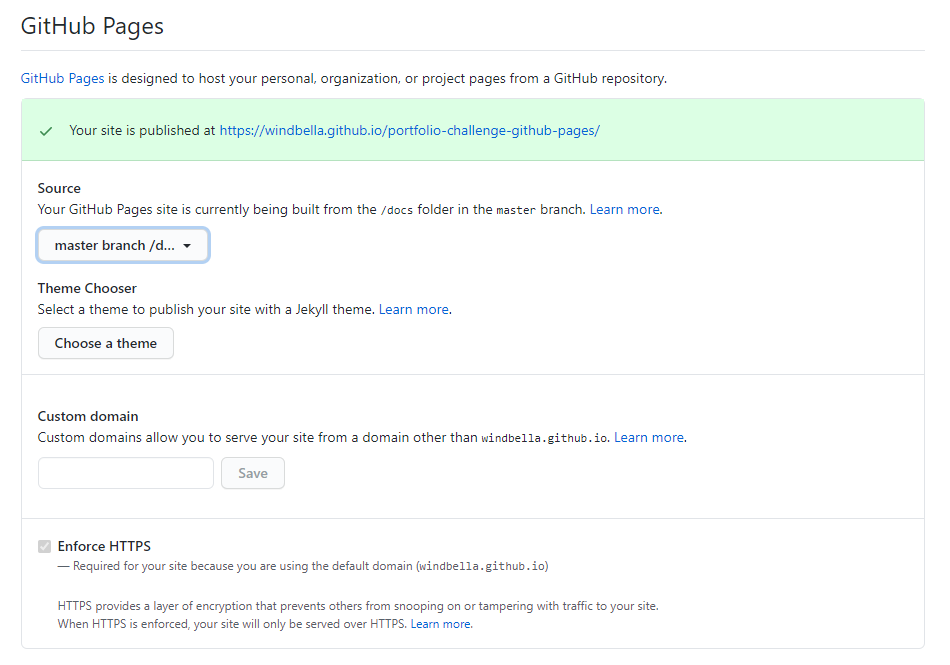 GitHub Pages
GitHub Pages is designed to host your personal, organization, or project pages from a GitHub repository.
Your site is published at https://windbella.github.io/portfolio-challenge-github-pages/
Source
Your GitHub Pages site is currently being built from the /docs folder in the master branch. Learn more.
master branch /d...
Theme Chooser
Select a theme to publish your site with a Jekyll theme. Learn more.
Choose a theme
Custom domain
Custom domains allow you to serve your site from a domain other than windbella.github.io. Learn more.
Save
Enforce HTTPS
— Required for your site because you are using the default domain (windbella.github.io)
HTTPS provides a layer of encryption that prevents others from snooping on or tampering with traffic to your site.
When HTTPS is enforced, your site will only be served over HTTPS. Learn more.